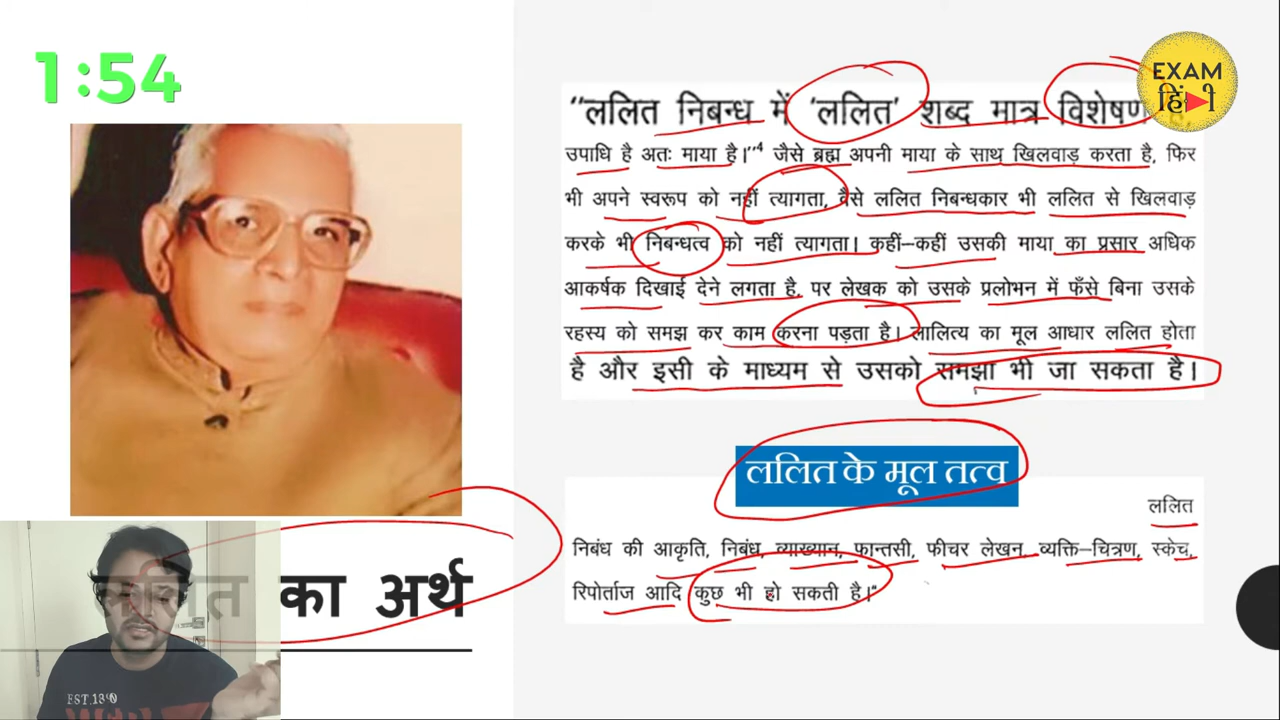 1:54
EXAM
हिंदी
"ललित निबन्ध में 'ललित' शब्द मात्र विशेषण है,
उपाधि है अतः माया है।"4 जैसे ब्रह्म अपनी माया के साथ खिलवाड़ करता है, फिर
भी अपने स्वरूप को नहीं त्यागता, वैसे ललित निबन्धकार भी ललित से खिलवाड़
करके भी निबन्धत्व को नहीं त्यागता। कहीं-कहीं उसकी माया का प्रसार अधिक
आकर्षक दिखाई देने लगता है, पर लेखक को उसके प्रलोभन में फँसे बिना उसके
रहस्य को समझ कर काम करना पड़ता है। लालित्य का मूल आधार ललित होता
है और इसी के माध्यम से उसको समझा भी जा सकता है।
ललित के मूल तत्व
ललित
निबंध की आकृति, निबंध, व्याख्यान, फ़ान्तसी, फीचर लेखन, व्यक्ति-चित्रण, स्केच,
रिपोर्ताज आदि कुछ भी हो सकती है।"
ललित का अर्थ
EST.1890